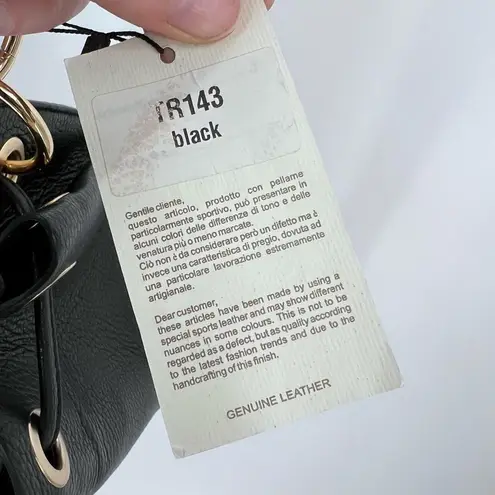 TR143
black
Gentile cliente,
questo articolo, prodotto con pellame
particolarmente sportivo, può presentare in
alcuni colori delle differenze di tono e delle
venatura più o meno marcate.
Ciò non è da considerare però un difetto ma è
invece una caratteristica di pregio, dovuta ad
una particolare lavorazione estremamente
artigianale.
Dear customer,
these articles have been made by using a
special sports leather and may show different
nuances in some colours. This is not to be
regarded as a defect, but as quality according
to the latest fashion trends and due to the
handcrafting of this finish.
GENUINE LEATHER